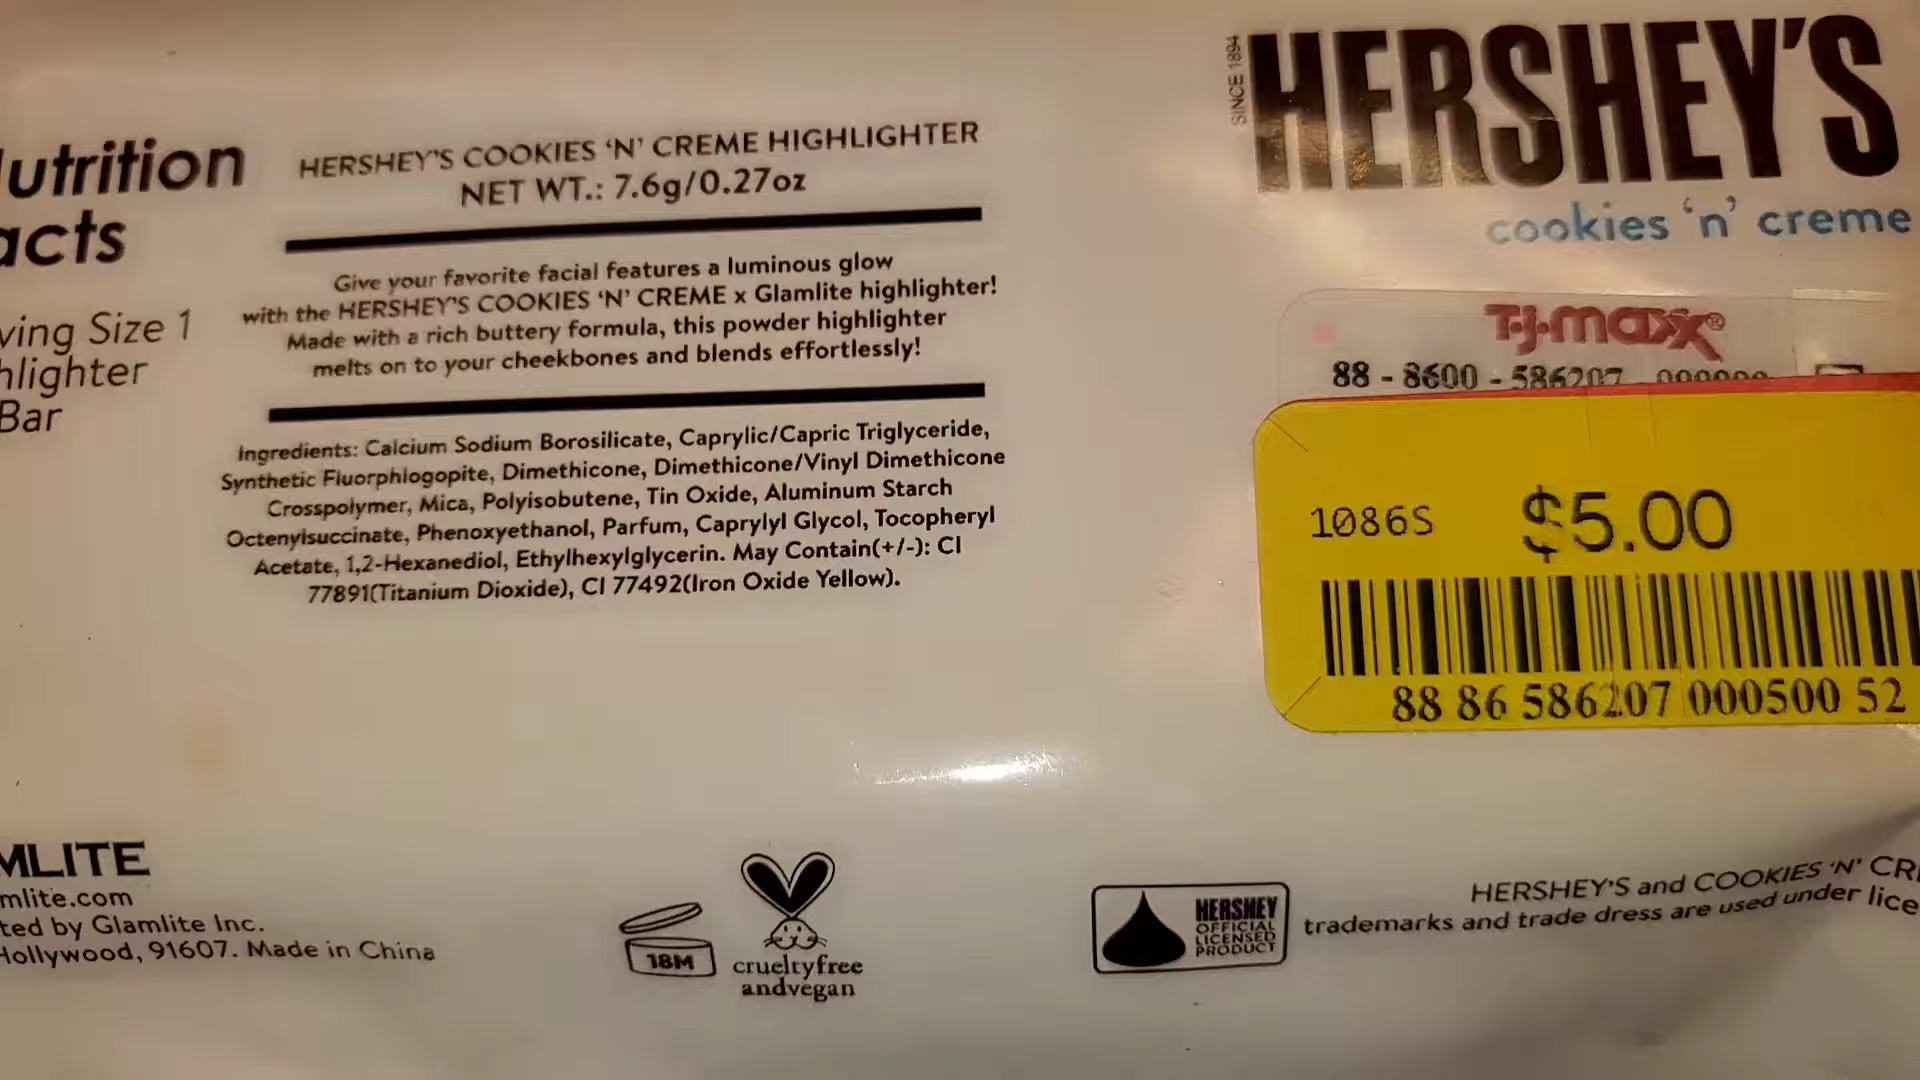 utrition
acts
ving Size 1
hlighter
Bar
HERSHEY'S COOKIES 'N' CREME HIGHLIGHTER
NET WT.: 7.6g/0.27oz
Give your favorite facial features a luminous glow
with the HERSHEY'S COOKIES 'N' CREME x Glamlite highlighter!
Made with a rich buttery formula, this powder highlighter
melts on to your cheekbones and blends effortlessly!
Ingredients: Calcium Sodium Borosilicate, Caprylic/Capric Triglyceride,
Synthetic Fluorphlogopite, Dimethicone, Dimethicone/Vinyl Dimethicone
Crosspolymer, Mica, Polyisobutene, Tin Oxide, Aluminum Starch
Octenylsuccinate, Phenoxyethanol, Parfum, Caprylyl Glycol, Tocopheryl
Acetate, 1,2-Hexanediol, Ethylhexylglycerin. May Contain(+/-): CI
77891(Titanium Dioxide), CI 77492(Iron Oxide Yellow).
SINCE 1894
HERSHEY'S
cookies 'n' creme
T.J.maxx®
88 - 8600 - 586207
1086S $5.00
88 86 586207 000500 52
MLITE
mlite.com
ted by Glamlite Inc.
Hollywood, 91607. Made in China
18M
crueltyfree
andvegan
HERSHEY
OFFICIAL
LICENSED
PRODUCT
HERSHEY'S and COOKIES 'N' CR
trademarks and trade dress are used under lice